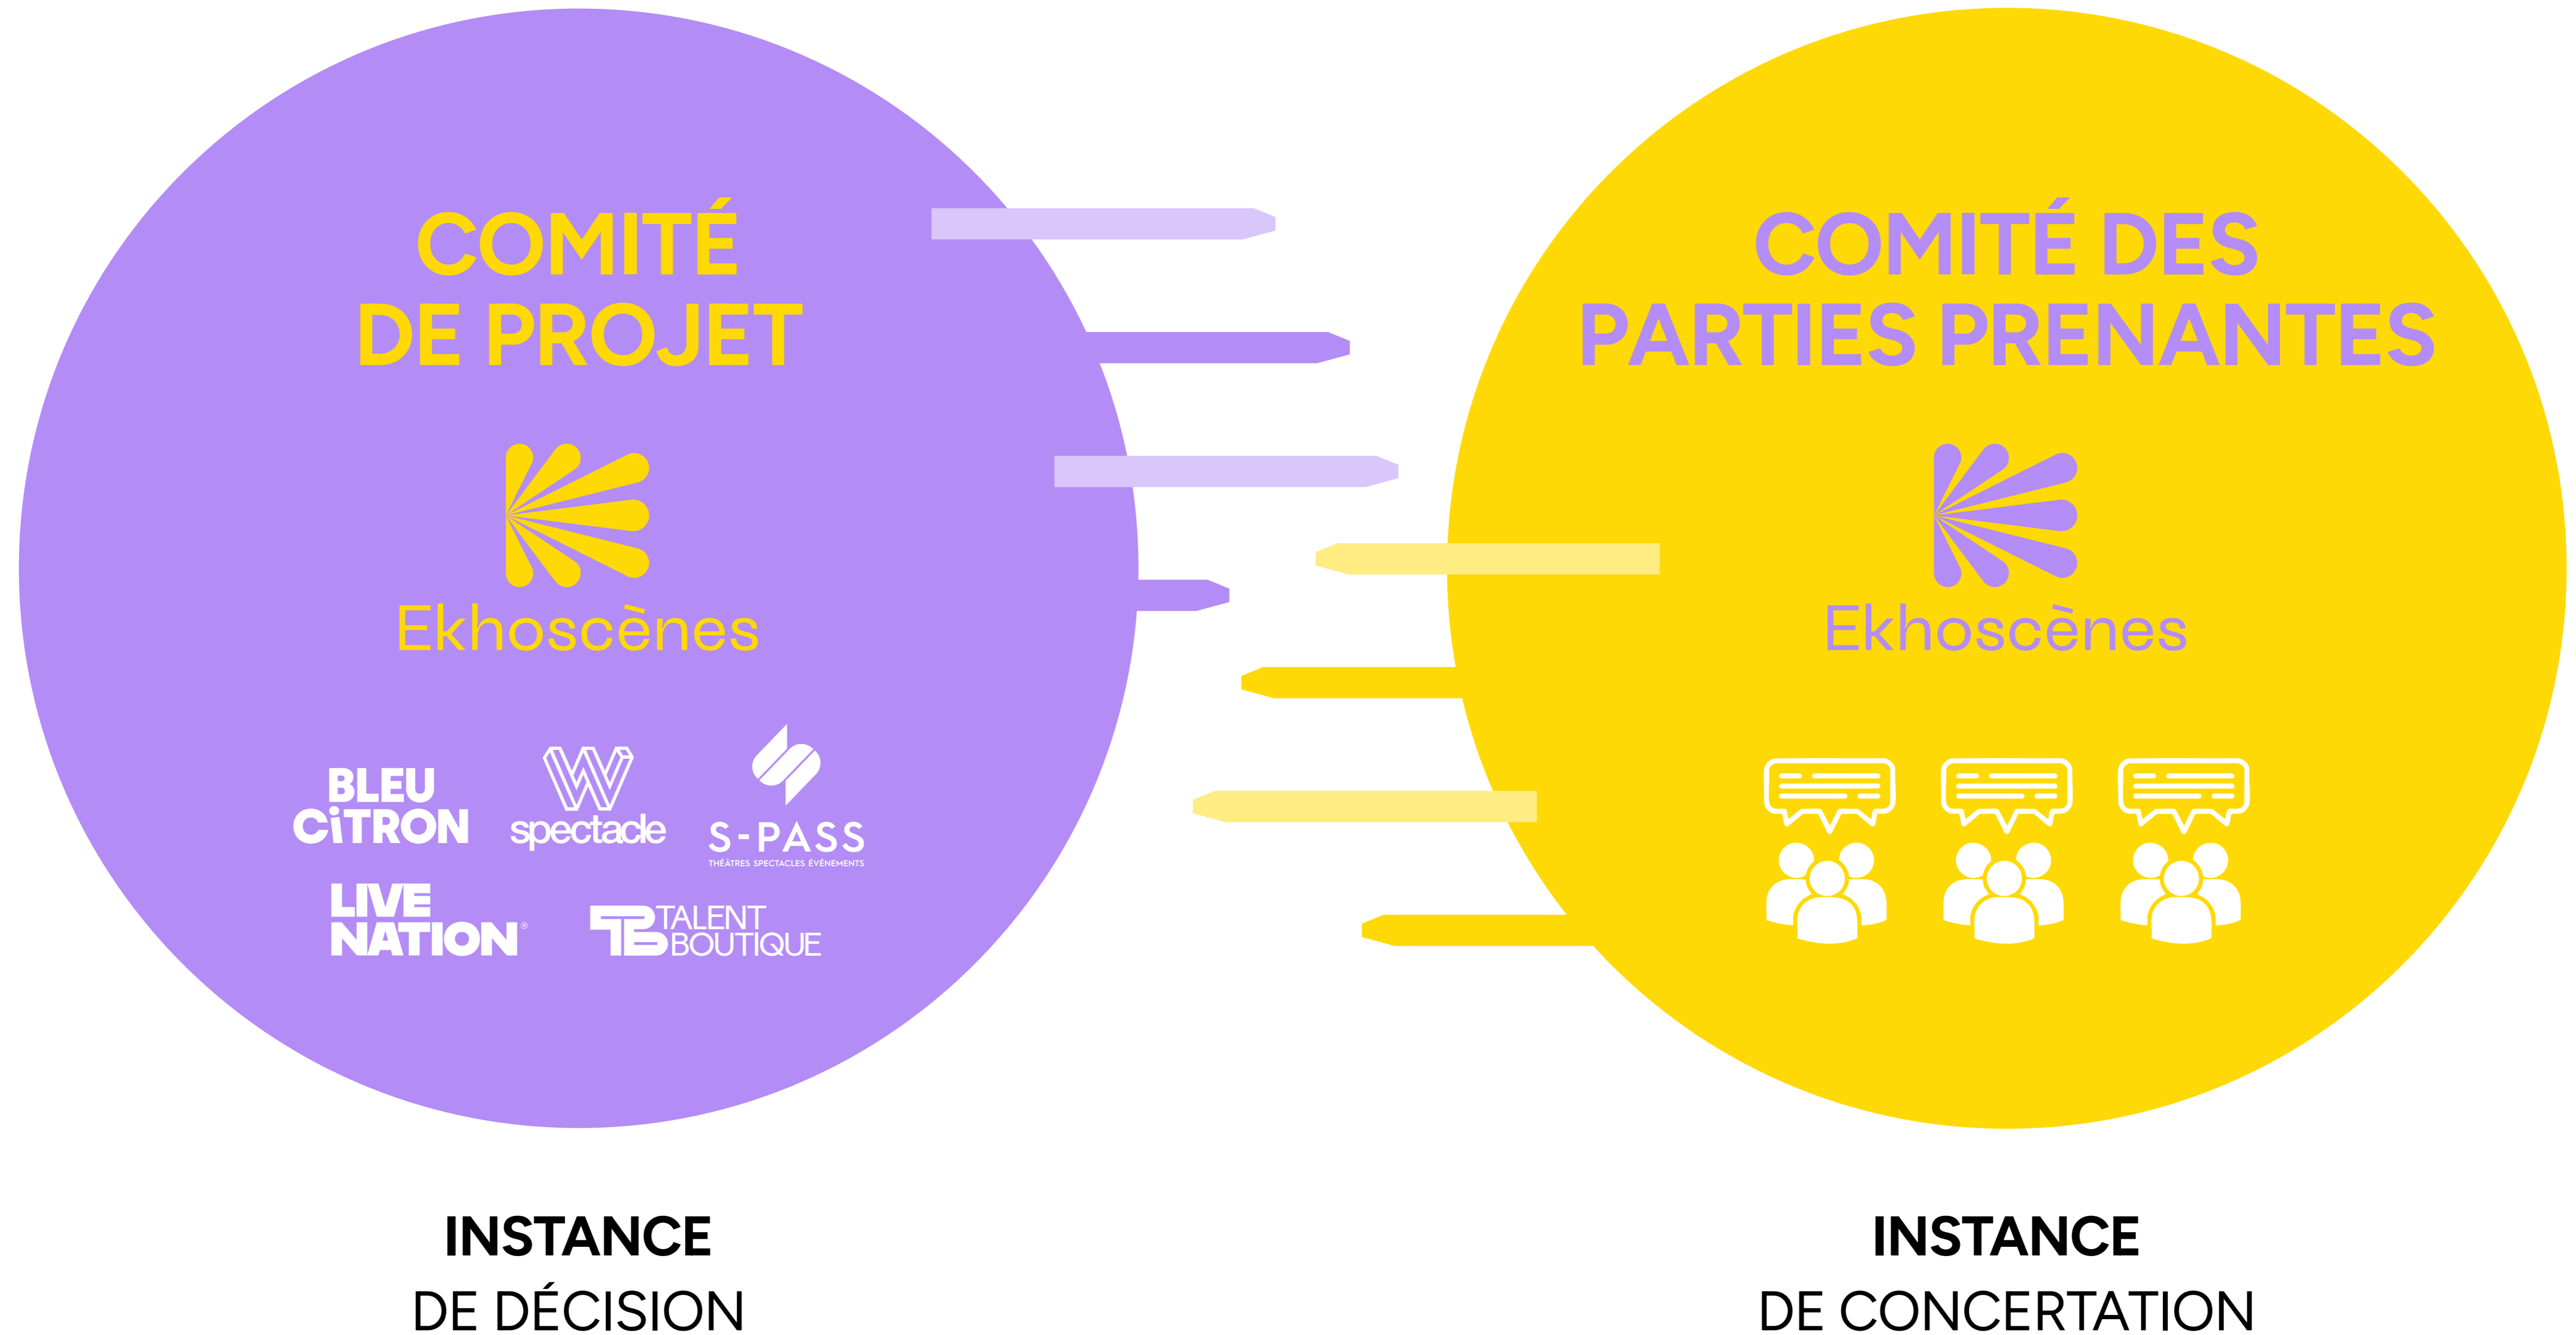 COMITÉ
DE PROJET
Ekhoscènes
BLEU
CiTRON
W
spectacle
S-PASS
THÉÂTRES SPECTACLES ÉVÉNEMENTS
LIVE
NATION®
TB TALENT
BOUTIQUE
INSTANCE
DE DÉCISION
COMITÉ DES
PARTIES PRENANTES
Ekhoscènes
INSTANCE
DE CONCERTATION